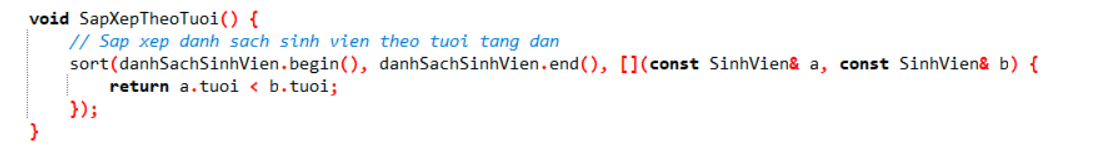 void SapXepTheoTuoi() {
    // Sap xep danh sach sinh vien theo tuoi tang dan
    sort(danhSachSinhVien.begin(), danhSachSinhVien.end(), [](const SinhVien& a, const SinhVien& b) {
        return a.tuoi < b.tuoi;
    });
}